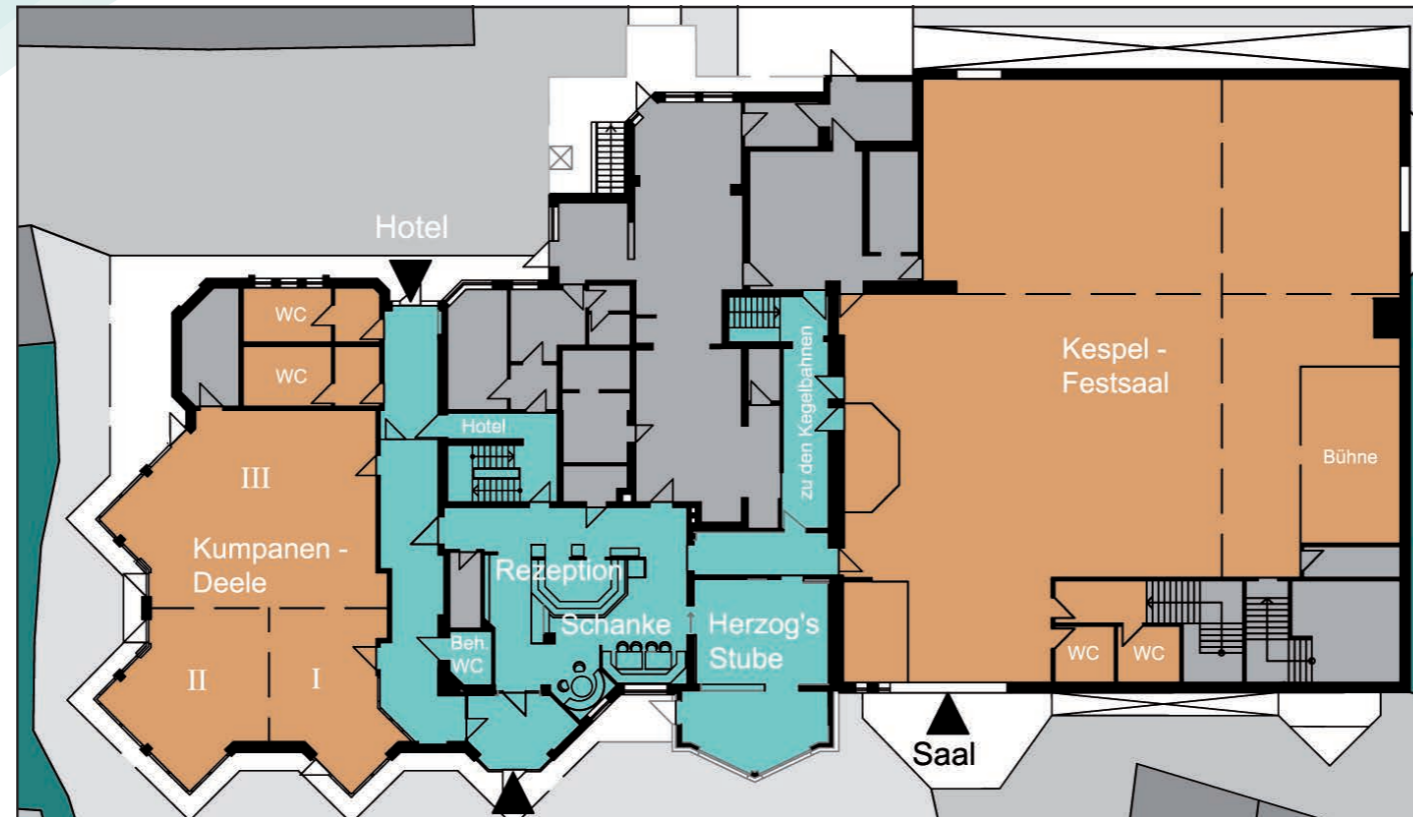 Hotel
WC
WC
zu den Kegelbahnen
Kespel -
Festsaal
Hotel
Bühne
III
Kumpanen -
Deele
Rezeption
Schanke
Herzog's
Stube
Beh.
WC
II
I
WC
WC
Saal